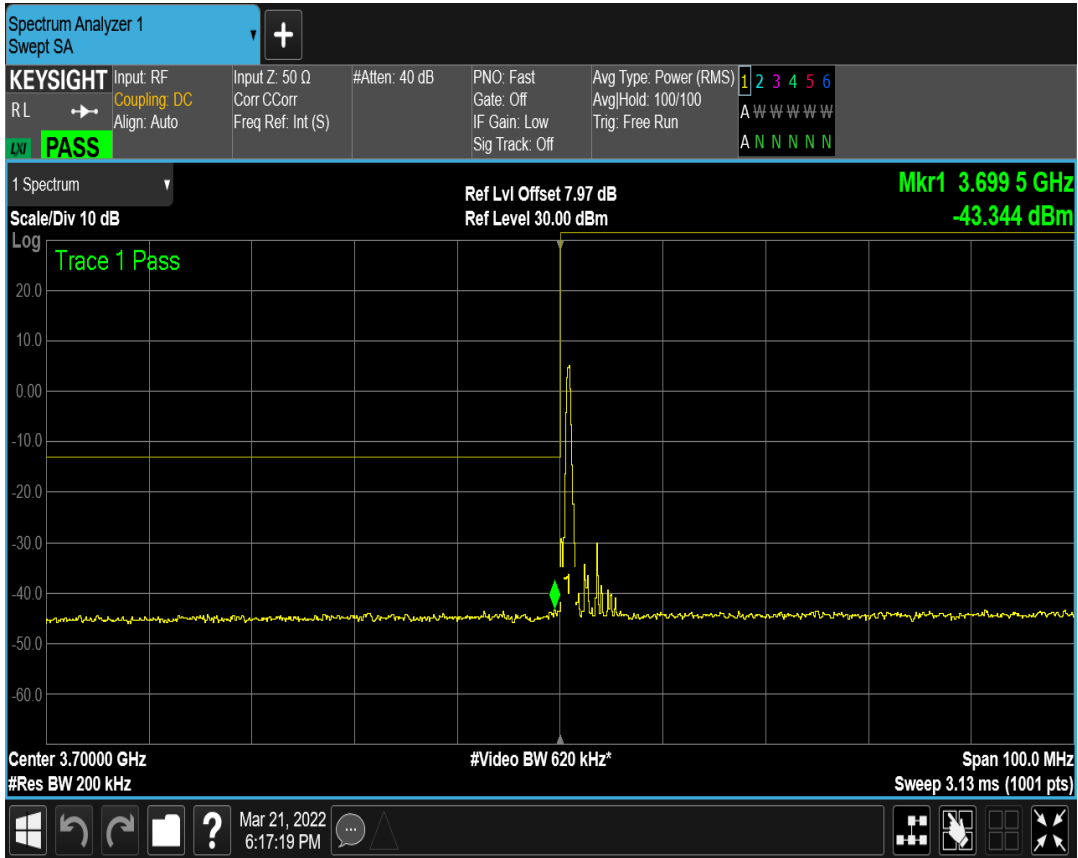 Spectrum Analyzer 1
Swept SA
+
KEYSIGHT
R L
LXI
PASS
Input: RF
Coupling: DC
Align: Auto
Input Z: 50 Ω
Corr CCorr
Freq Ref: Int (S)
#Atten: 40 dB
PNO: Fast
Gate: Off
IF Gain: Low
Sig Track: Off
Avg Type: Power (RMS)
Avg|Hold: 100/100
Trig: Free Run
1 2 3 4 5 6
A W W W W W
A N N N N N
1 Spectrum
Scale/Div 10 dB
Ref Lvl Offset 7.97 dB
Ref Level 30.00 dBm
Mkr1 3.699 5 GHz
-43.344 dBm
Log
Trace 1 Pass
20.0
10.0
0.00
-10.0
-20.0
-30.0
-40.0
-50.0
-60.0
1
Center 3.70000 GHz
#Res BW 200 kHz
#Video BW 620 kHz*
Span 100.0 MHz
Sweep 3.13 ms (1001 pts)
?
Mar 21, 2022
6:17:19 PM